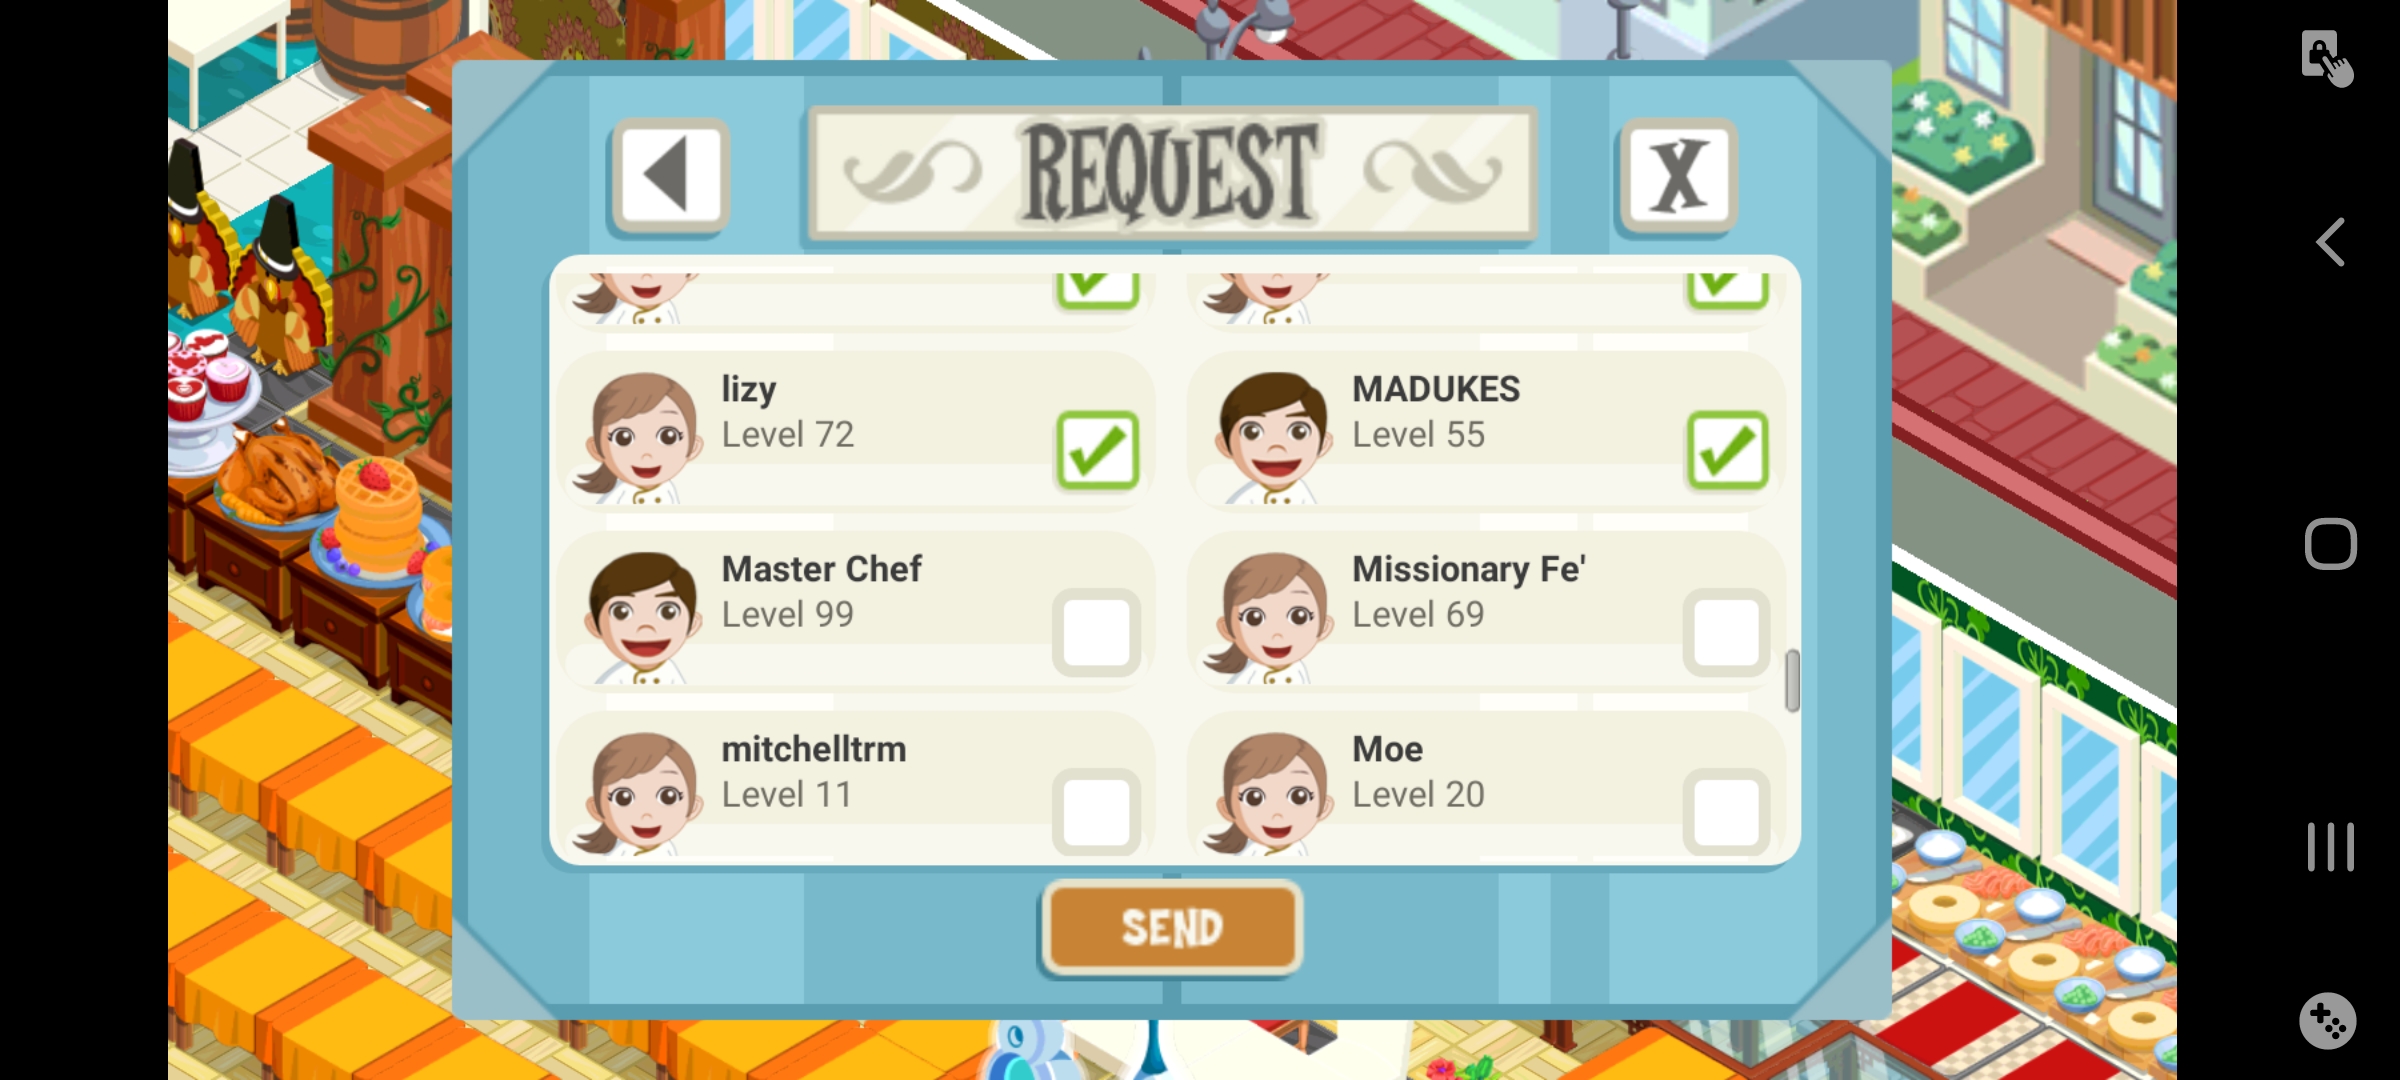 REQUEST
X
lizy
Level 72
MADUKES
Level 55
Master Chef
Level 99
Missionary Fe'
Level 69
mitchelltrm
Level 11
Moe
Level 20
SEND